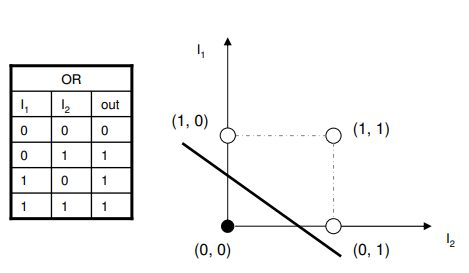 OR
I1 I2 out
0 0 0
0 1 1
1 0 1
1 1 1
I1
(1, 0)
(1, 1)
(0, 0)
(0, 1)
I2